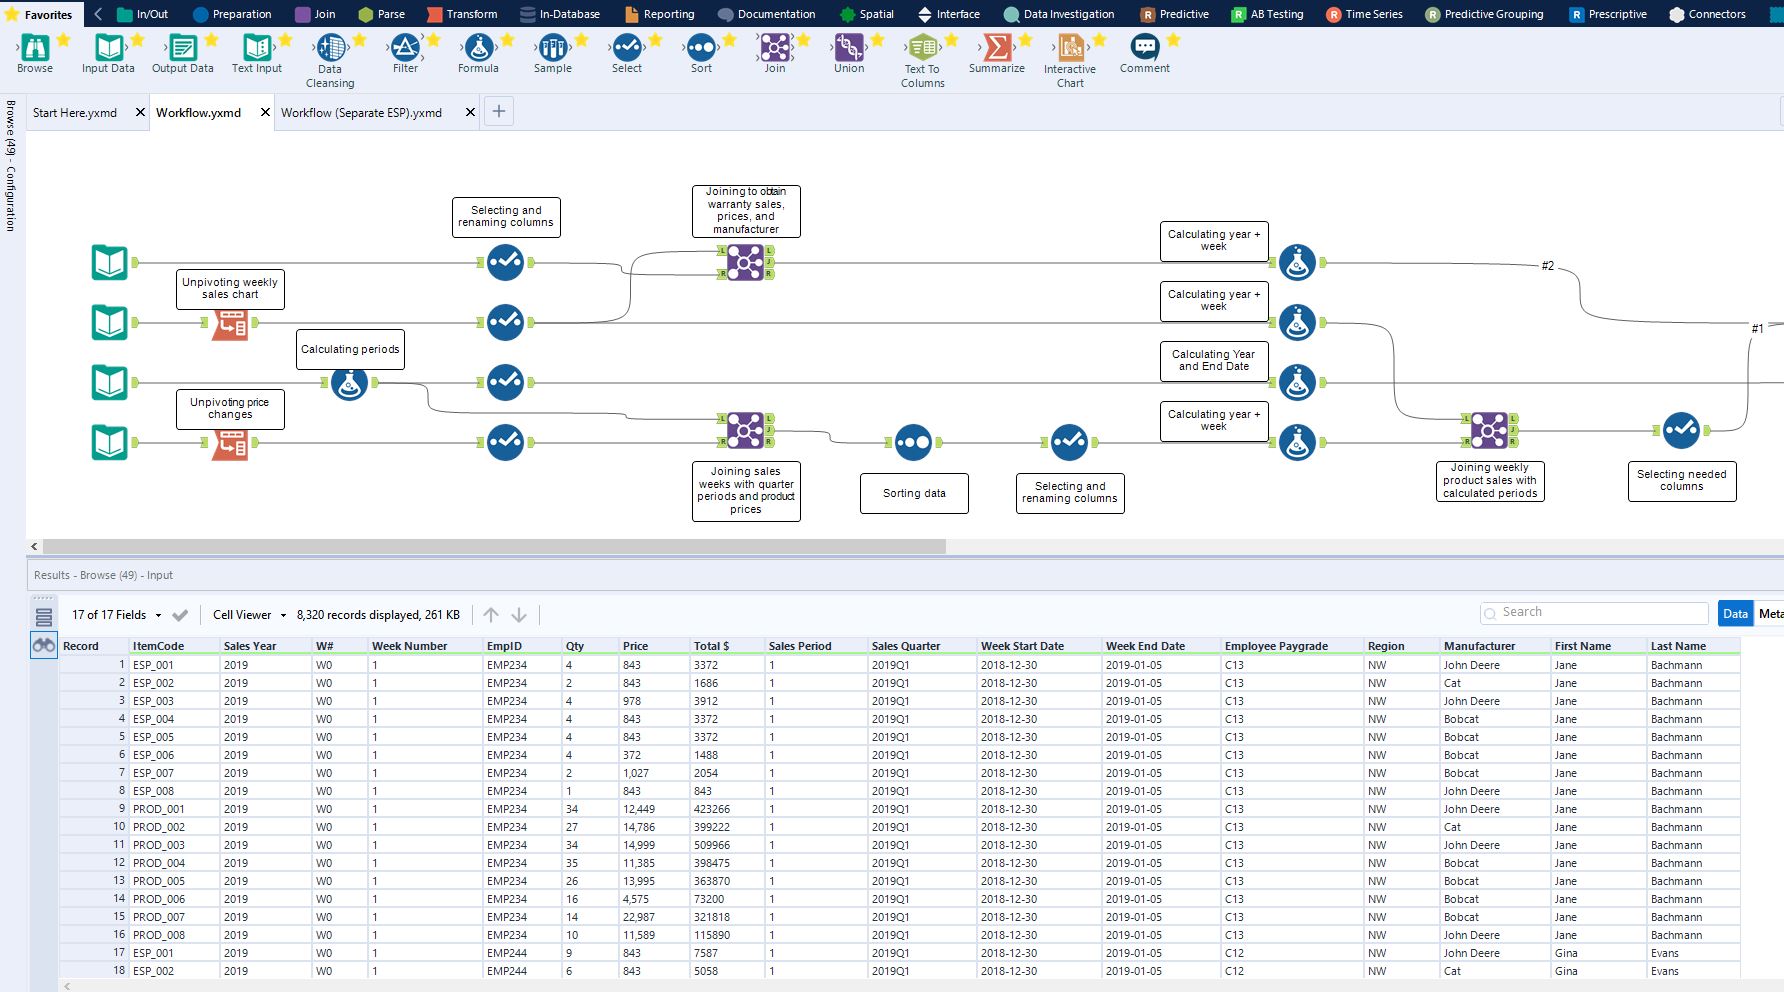 Favorites In/Out Preparation Join Parse Transform In-Database Reporting Documentation Spatial Interface Data Investigation Predictive AB Testing Time Series Predictive Grouping Prescriptive Connectors
Browse Input Data Output Data Text Input Data Cleansing Filter Formula Sample Select Sort Join Union Text To Columns Summarize Interactive Chart Comment
Start Here.yxmd Workflow.yxmd Workflow (Separate ESP).yxmd
Browse (49) - Configuration
Selecting and
renaming columns
Joining to obtain
warranty sales,
prices, and
manufacturer
Calculating year +
week
#2
Unpivoting weekly
sales chart
Calculating year +
week
#1
Calculating periods
Calculating Year
and End Date
Unpivoting price
changes
Calculating year +
week
Joining sales
weeks with quarter
periods and product
prices
Sorting data
Selecting and
renaming columns
Joining weekly
product sales with
calculated periods
Selecting needed
columns
Results - Browse (49) - Input
17 of 17 Fields Cell Viewer 8,320 records displayed, 261 KB Search Data Meta
Record ItemCode Sales Year W# Week Number EmpID Qty Price Total $ Sales Period Sales Quarter Week Start Date Week End Date Employee Paygrade Region Manufacturer First Name Last Name
1 ESP_001 2019 W0 1 EMP234 4 843 3372 1 2019Q1 2018-12-30 2019-01-05 C13 NW John Deere Jane Bachmann
2 ESP_002 2019 W0 1 EMP234 2 843 1686 1 2019Q1 2018-12-30 2019-01-05 C13 NW Cat Jane Bachmann
3 ESP_003 2019 W0 1 EMP234 4 978 3912 1 2019Q1 2018-12-30 2019-01-05 C13 NW John Deere Jane Bachmann
4 ESP_004 2019 W0 1 EMP234 4 843 3372 1 2019Q1 2018-12-30 2019-01-05 C13 NW Bobcat Jane Bachmann
5 ESP_005 2019 W0 1 EMP234 4 843 3372 1 2019Q1 2018-12-30 2019-01-05 C13 NW Bobcat Jane Bachmann
6 ESP_006 2019 W0 1 EMP234 4 372 1488 1 2019Q1 2018-12-30 2019-01-05 C13 NW Bobcat Jane Bachmann
7 ESP_007 2019 W0 1 EMP234 2 1,027 2054 1 2019Q1 2018-12-30 2019-01-05 C13 NW Bobcat Jane Bachmann
8 ESP_008 2019 W0 1 EMP234 1 843 843 1 2019Q1 2018-12-30 2019-01-05 C13 NW John Deere Jane Bachmann
9 PROD_001 2019 W0 1 EMP234 34 12,449 423266 1 2019Q1 2018-12-30 2019-01-05 C13 NW John Deere Jane Bachmann
10 PROD_002 2019 W0 1 EMP234 27 14,786 399222 1 2019Q1 2018-12-30 2019-01-05 C13 NW Cat Jane Bachmann
11 PROD_003 2019 W0 1 EMP234 34 14,999 509966 1 2019Q1 2018-12-30 2019-01-05 C13 NW John Deere Jane Bachmann
12 PROD_004 2019 W0 1 EMP234 35 11,385 398475 1 2019Q1 2018-12-30 2019-01-05 C13 NW Bobcat Jane Bachmann
13 PROD_005 2019 W0 1 EMP234 26 13,995 363870 1 2019Q1 2018-12-30 2019-01-05 C13 NW Bobcat Jane Bachmann
14 PROD_006 2019 W0 1 EMP234 16 4,575 73200 1 2019Q1 2018-12-30 2019-01-05 C13 NW Bobcat Jane Bachmann
15 PROD_007 2019 W0 1 EMP234 14 22,987 321818 1 2019Q1 2018-12-30 2019-01-05 C13 NW Bobcat Jane Bachmann
16 PROD_008 2019 W0 1 EMP234 10 11,589 115890 1 2019Q1 2018-12-30 2019-01-05 C13 NW John Deere Jane Bachmann
17 ESP_001 2019 W0 1 EMP244 9 843 7587 1 2019Q1 2018-12-30 2019-01-05 C12 NW John Deere Gina Evans
18 ESP_002 2019 W0 1 EMP244 6 843 5058 1 2019Q1 2018-12-30 2019-01-05 C12 NW Cat Gina Evans